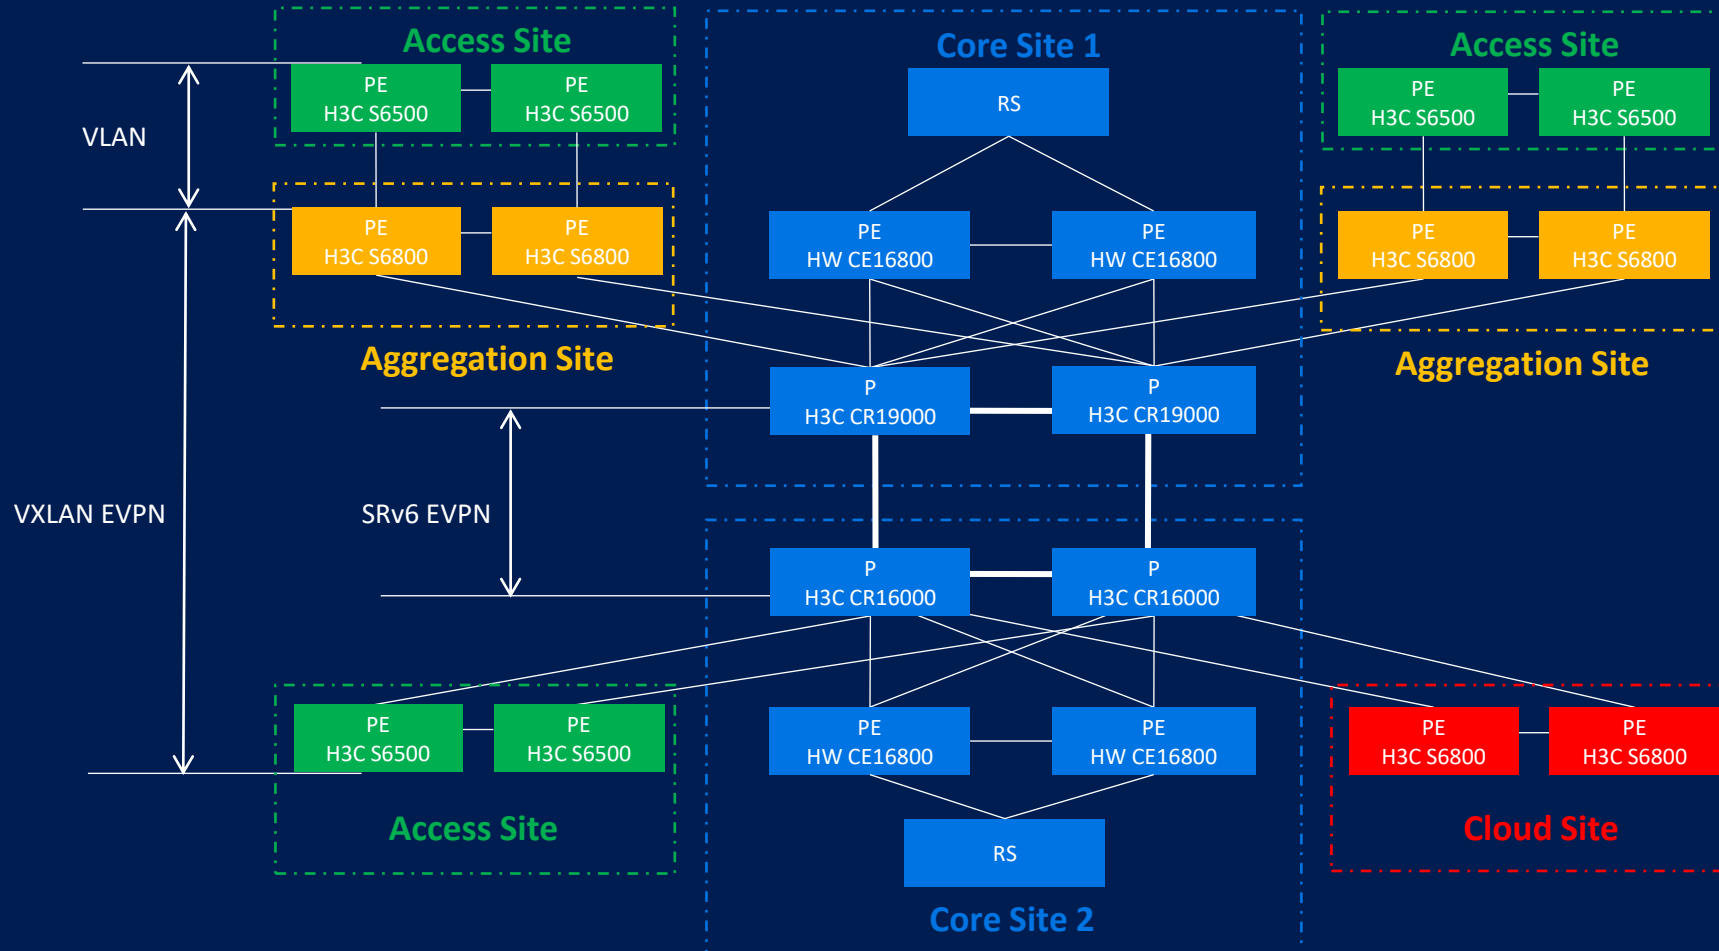 Access Site
PE
H3C S6500
PE
H3C S6500
Core Site 1
RS
Access Site
PE
H3C S6500
PE
H3C S6500
VLAN
PE
H3C S6800
PE
H3C S6800
Aggregation Site
PE
HW CE16800
PE
HW CE16800
PE
H3C S6800
PE
H3C S6800
Aggregation Site
P
H3C CR19000
P
H3C CR19000
VXLAN EVPN
SRv6 EVPN
P
H3C CR16000
P
H3C CR16000
PE
H3C S6500
PE
H3C S6500
Access Site
PE
HW CE16800
PE
HW CE16800
RS
Core Site 2
PE
H3C S6800
PE
H3C S6800
Cloud Site